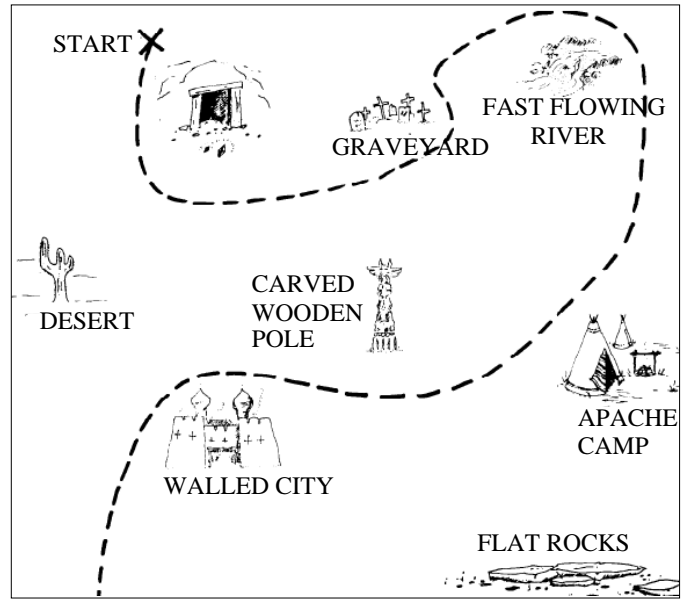 START
GRAVEYARD
FAST FLOWING
RIVER
DESERT
CARVED
WOODEN
POLE
APACHE
CAMP
WALLED CITY
FLAT ROCKS